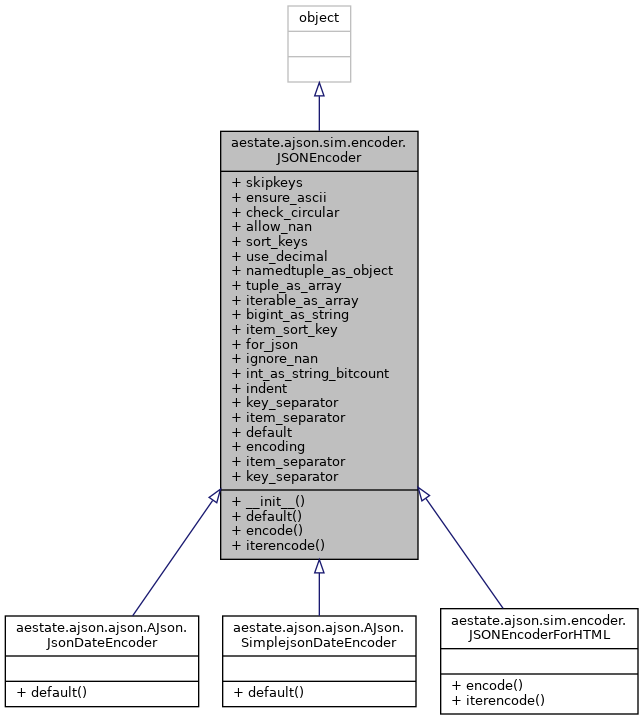 object
aestate.ajson.sim.encoder.
JSONEncoder
+ skipkeys
+ ensure_ascii
+ check_circular
+ allow_nan
+ sort_keys
+ use_decimal
+ namedtuple_as_object
+ tuple_as_array
+ iterable_as_array
+ bigint_as_string
+ item_sort_key
+ for_json
+ ignore_nan
+ int_as_string_bitcount
+ indent
+ key_separator
+ item_separator
+ default
+ encoding
+ item_separator
+ key_separator
+ __init__()
+ default()
+ encode()
+ iterencode()
aestate.ajson.ajson.AJson.
JsonDateEncoder
+ default()
aestate.ajson.ajson.AJson.
SimplejsonDateEncoder
+ default()
aestate.ajson.sim.encoder.
JSONEncoderForHTML
+ encode()
+ iterencode()